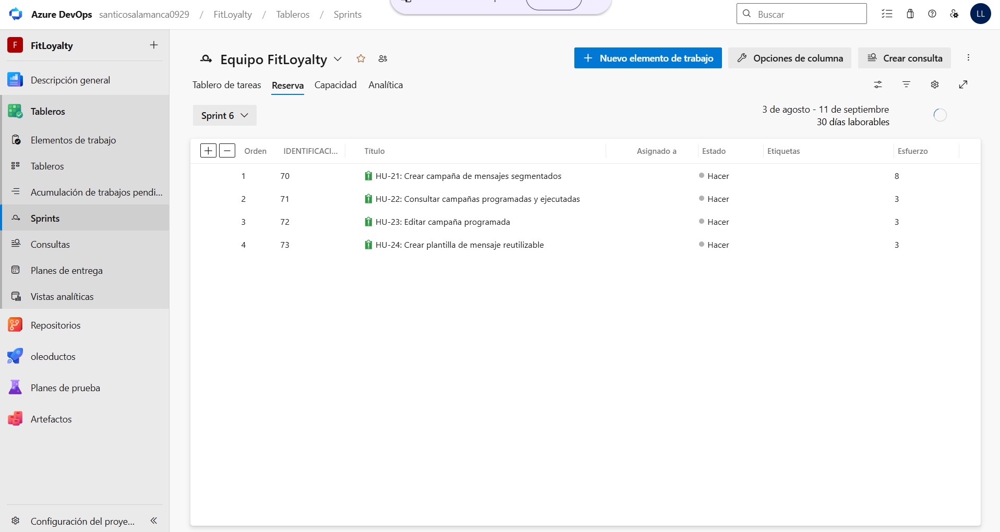 Azure DevOps santicosalamanca0929 / FitLoyalty / Tableros / Sprints
Buscar
LL
F FitLoyalty
Descripción general
Tableros
Elementos de trabajo
Tableros
Acumulación de trabajos pendi...
Sprints
Consultas
Planes de entrega
Vistas analíticas
Repositorios
oleoductos
Planes de prueba
Artefactos
Configuración del proye...
Equipo FitLoyalty
Nuevo elemento de trabajo
Opciones de columna
Crear consulta
Tablero de tareas Reserva Capacidad Analítica
Sprint 6
3 de agosto - 11 de septiembre
30 días laborables
Orden IDENTIFICACI... Título Asignado a Estado Etiquetas Esfuerzo
1 70 HU-21: Crear campaña de mensajes segmentados Hacer 8
2 71 HU-22: Consultar campañas programadas y ejecutadas Hacer 3
3 72 HU-23: Editar campaña programada Hacer 3
4 73 HU-24: Crear plantilla de mensaje reutilizable Hacer 3